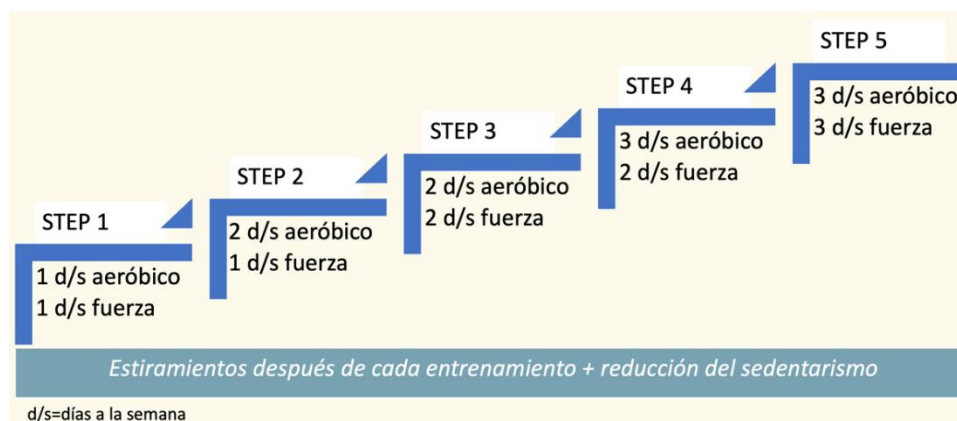 STEP 1
1 d/s aeróbico
1 d/s fuerza
STEP 2
2 d/s aeróbico
1 d/s fuerza
STEP 3
2 d/s aeróbico
2 d/s fuerza
STEP 4
3 d/s aeróbico
2 d/s fuerza
STEP 5
3 d/s aeróbico
3 d/s fuerza
Estiramientos después de cada entrenamiento + reducción del sedentarismo
d/s=días a la semana